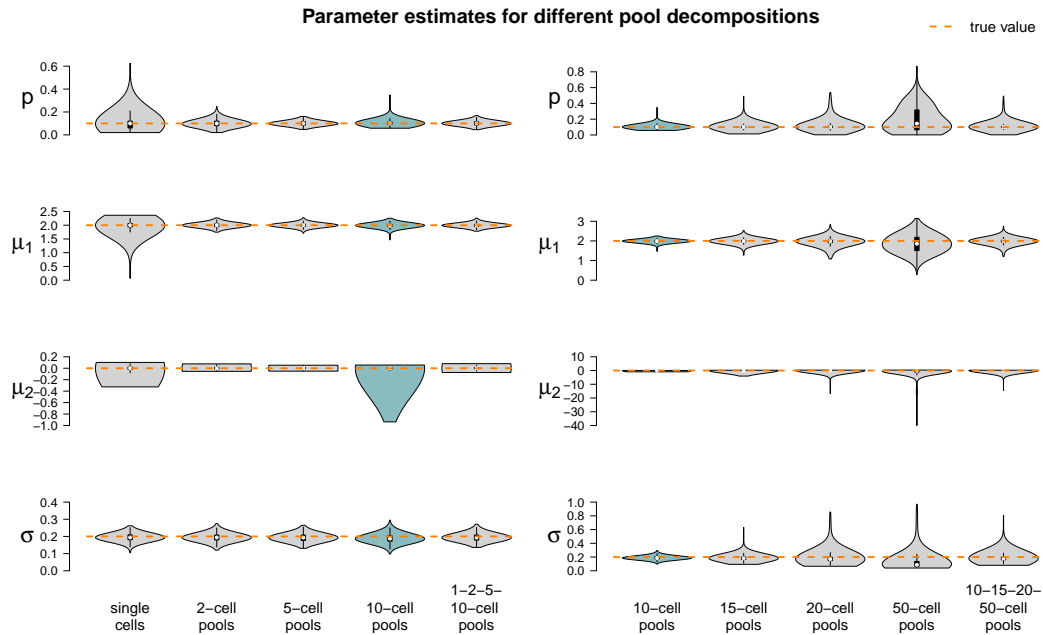 Parameter estimates for different pool decompositions
true value
p
0.6
0.4
0.2
0.0
μ1
2.5
2.0
1.5
1.0
0.5
0.0
μ2
0.2
0.0
−0.2
−0.4
−0.6
−0.8
−1.0
σ
0.4
0.3
0.2
0.1
0.0
single
cells
2−cell
pools
5−cell
pools
10−cell
pools
1−2−5−
10−cell
pools
p
0.8
0.6
0.4
0.2
0.0
μ1
3
2
1
0
μ2
10
0
−10
−20
−30
−40
σ
1.0
0.8
0.6
0.4
0.2
0.0
10−cell
pools
15−cell
pools
20−cell
pools
50−cell
pools
10−15−20−
50−cell
pools